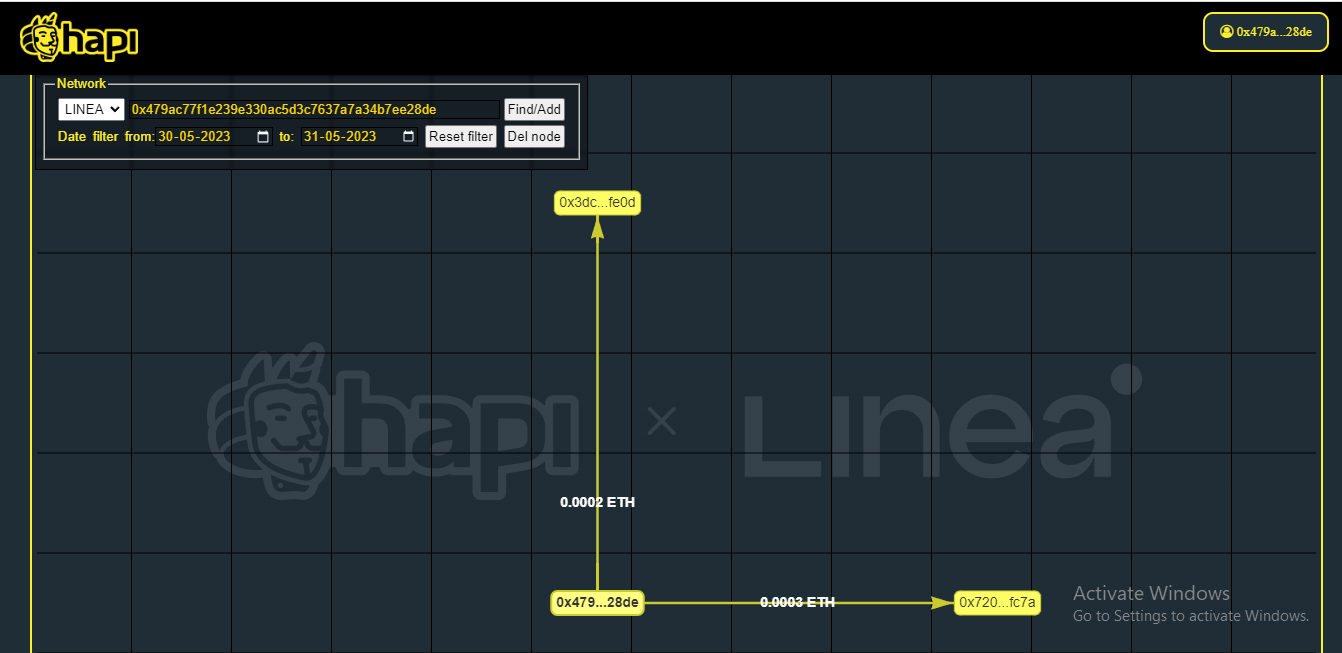 hapi
0x479a...28de
Network
LINEA 0x479ac77f1e239e330ac5d3c7637a7a34b7ee28de Find/Add
Date filter from: 30-05-2023 to: 31-05-2023 Reset filter Del node
0x3dc...fe0d
hapi × Linea
0.0002 ETH
0x479...28de 0.0003 ETH 0x720...fc7a
Activate Windows
Go to Settings to activate Windows.